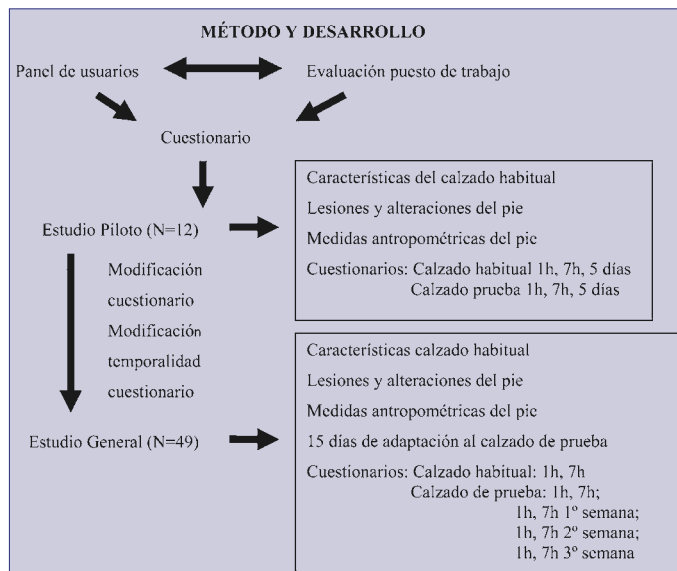 MÉTODO Y DESARROLLO
Panel de usuarios
Evaluación puesto de trabajo
Cuestionario
Estudio Piloto (N=12)
Características del calzado habitual
Lesiones y alteraciones del pie
Medidas antropométricas del pie
Cuestionarios: Calzado habitual 1h, 7h, 5 días
Calzado prueba 1h, 7h, 5 días
Modificación
cuestionario
Modificación
temporalidad
cuestionario
Estudio General (N=49)
Características calzado habitual
Lesiones y alteraciones del pie
Medidas antropométricas del pie
15 días de adaptación al calzado de prueba
Cuestionarios: Calzado habitual: 1h, 7h
Calzado de prueba: 1h, 7h;
1h, 7h 1º semana;
1h, 7h 2º semana;
1h, 7h 3º semana